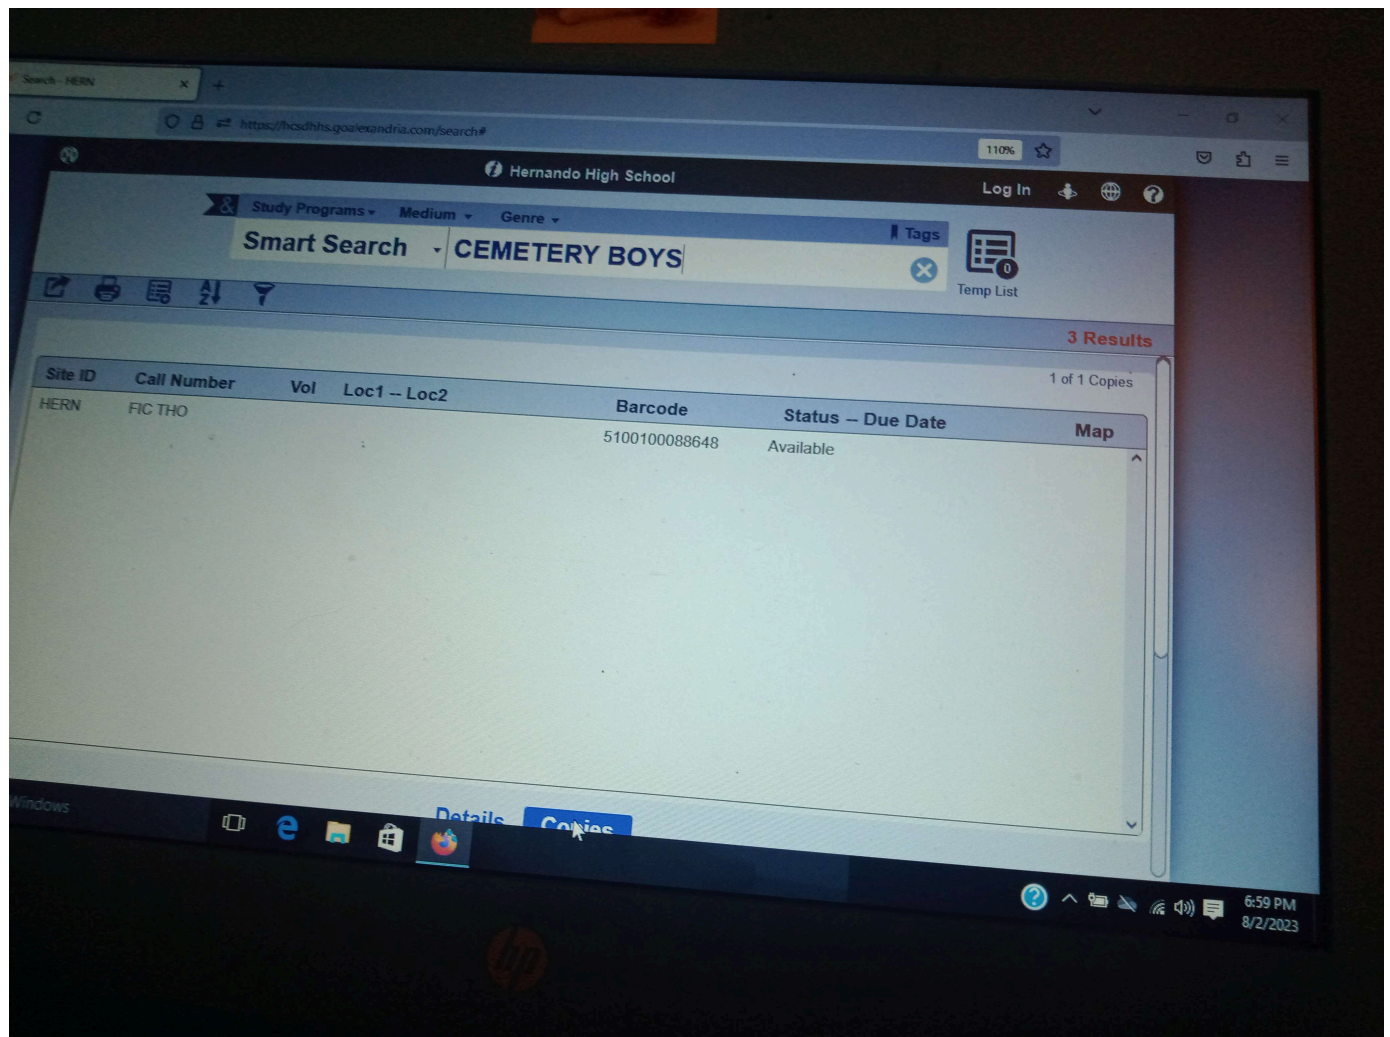 Search - HERN
https://hcsdhhs.goalexandria.com/search#
110%
Hernando High School
Log In
& Study Programs Medium Genre
Tags
Smart Search CEMETERY BOYS
0
Temp List
A Z
3 Results
1 of 1 Copies
Site ID Call Number Vol Loc1 -- Loc2 Barcode Status -- Due Date Map
HERN FIC THO 5100100088648 Available
Details Copies
Windows
6:59 PM
8/2/2023
hp